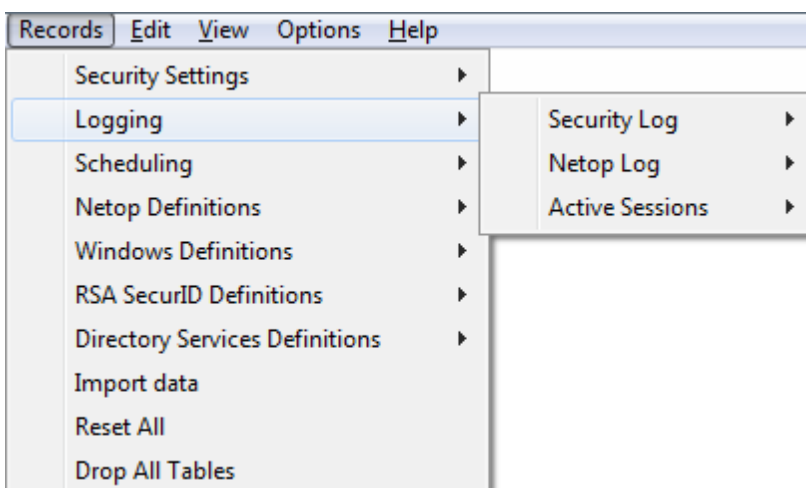 Records Edit View Options Help
Security Settings
Logging
Security Log
Scheduling
Netop Log
Netop Definitions
Active Sessions
Windows Definitions
RSA SecurID Definitions
Directory Services Definitions
Import data
Reset All
Drop All Tables